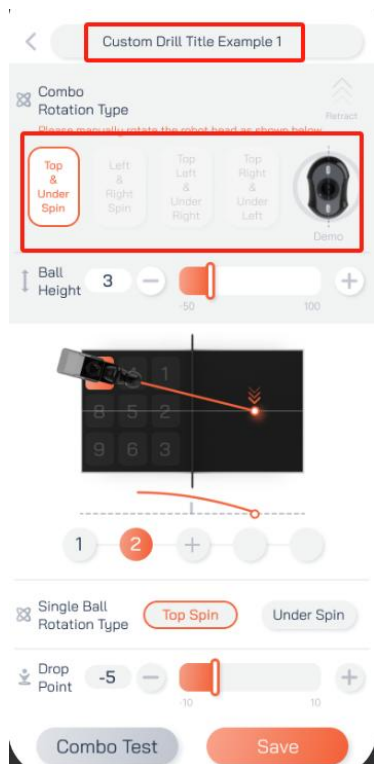 Custom Drill Title Example 1
Combo
Rotation Type
Retract
Please manually rotate the robot head as shown below
Top
&
Under
Spin
Left
&
Right
Spin
Top
Left
&
Under
Right
Top
Right
&
Under
Left
Demo
Ball
Height
3
-50
100
1
8 5 2
9 6 3
1 2
Single Ball
Rotation Type
Top Spin
Under Spin
Drop
Point
-5
-10
10
Combo Test
Save